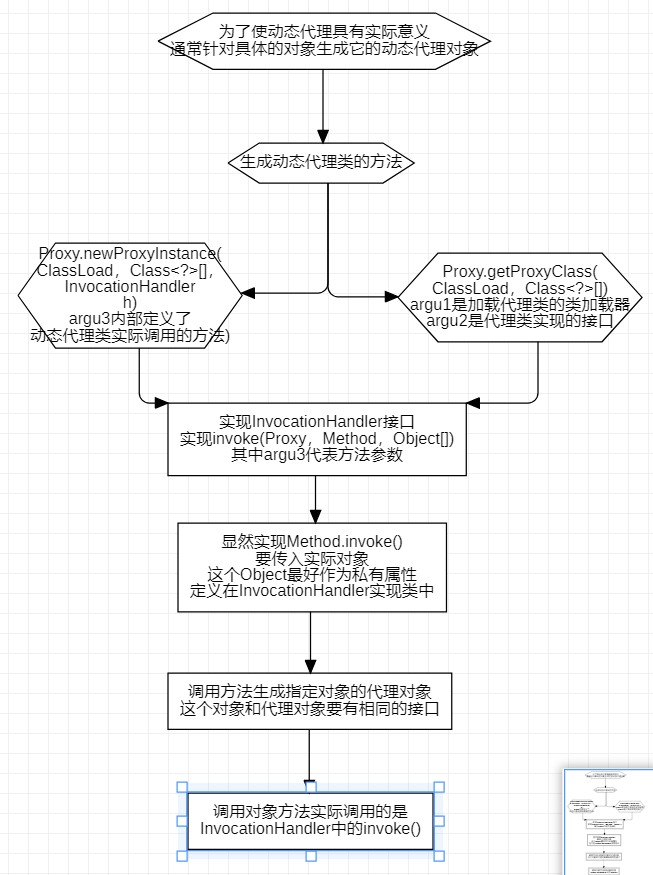 为了使动态代理具有实际意义
通常针对具体的对象生成它的动态代理对象
生成动态代理类的方法
Proxy.newProxyInstance(
ClassLoad，Class<?>[]，
InvocationHandler
h)
argu3内部定义了
动态代理类实际调用的方法)
Proxy.getProxyClass(
ClassLoad，Class<?>[])
argu1是加载代理类的类加载器
argu2是代理类实现的接口
实现InvocationHandler接口
实现invoke(Proxy，Method，Object[])
其中argu3代表方法参数
显然实现Method.invoke()
要传入实际对象
这个Object最好作为私有属性
定义在InvocationHandler实现类中
调用方法生成指定对象的代理对象
这个对象和代理对象要有相同的接口
调用对象方法实际调用的是
InvocationHandler中的invoke()